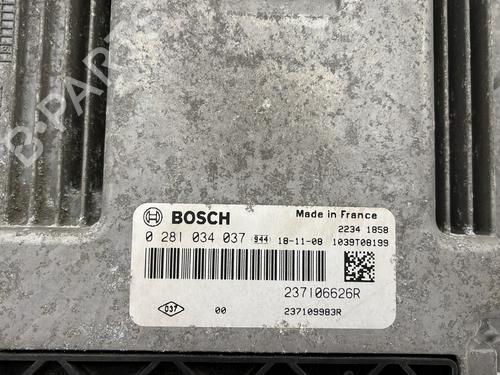 B-PARTS
BOSCH
Made in France
2234 1858
0 281 034 037 944 18-11-08 1039T08199
237106626R
037 00 237109983R